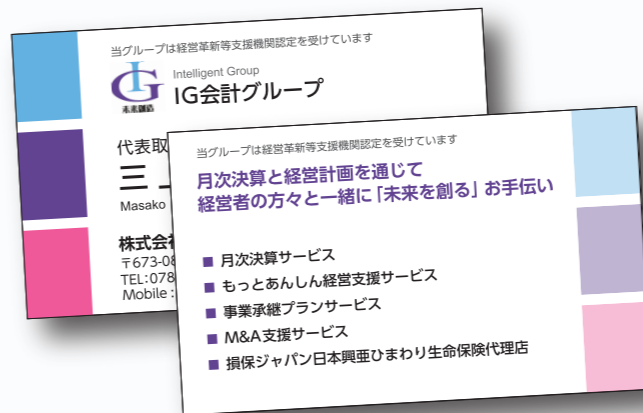 当グループは経営革新等支援機関認定を受けています
IG
未来創造
Intelligent Group
IG会計グループ
代表取
三
Masako
株式会
〒673-08
TEL:078
Mobile:
当グループは経営革新等支援機関認定を受けています
月次決算と経営計画を通じて
経営者の方々と一緒に「未来を創る」お手伝い
■ 月次決算サービス
■ もっとあんしん経営支援サービス
■ 事業承継プランサービス
■ M&A支援サービス
■ 損保ジャパン日本興亜ひまわり生命保険代理店